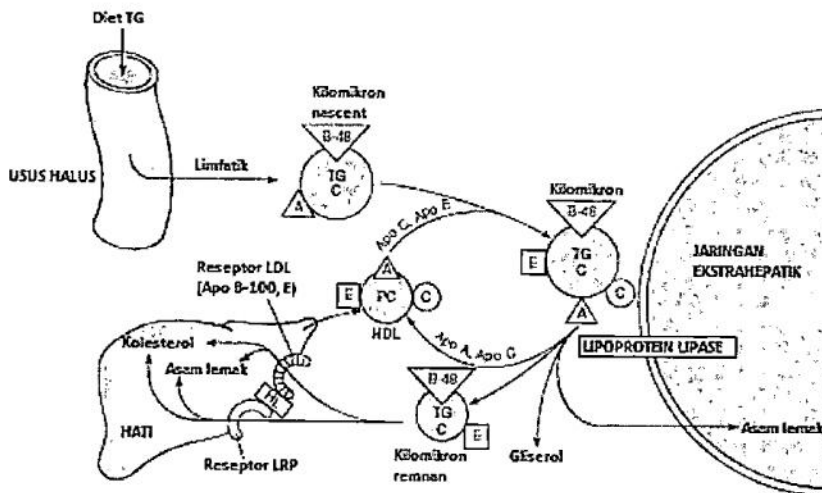 Diet TG
Kilomikron
nascent
B-48
TG
C
A
USUS HALUS
Limfatik
Kilomikron
B-48
TG
C
E
C
A
Apo C, Apo E
JARINGAN
EKSTRAHEPATIK
Reseptor LDL
(Apo B-100, E)
A
E
PC
C
HDL
Apo A, Apo C
LIPOPROTEIN LIPASE
Kolesterol
Asam lemak
HL
HATI
Reseptor LRP
B-48
TG
C
E
Kilomikron
remnan
GEserol
Asam lemak